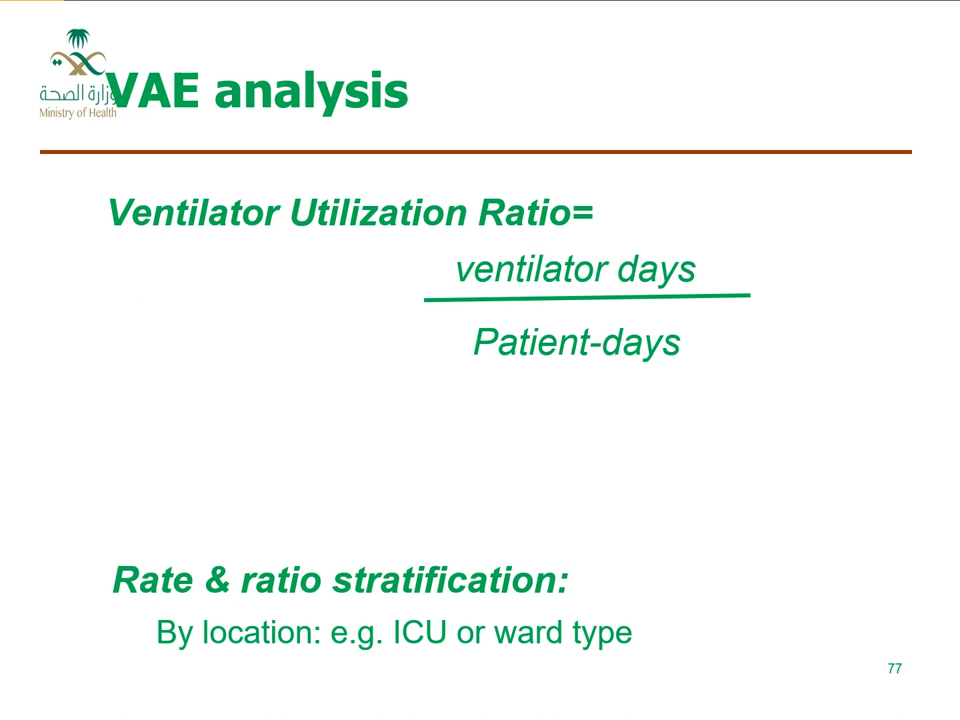 وزارة الصحة
Ministry of Health
VAE analysis
Ventilator Utilization Ratio=
ventilator days
Patient-days
Rate & ratio stratification:
By location: e.g. ICU or ward type
77